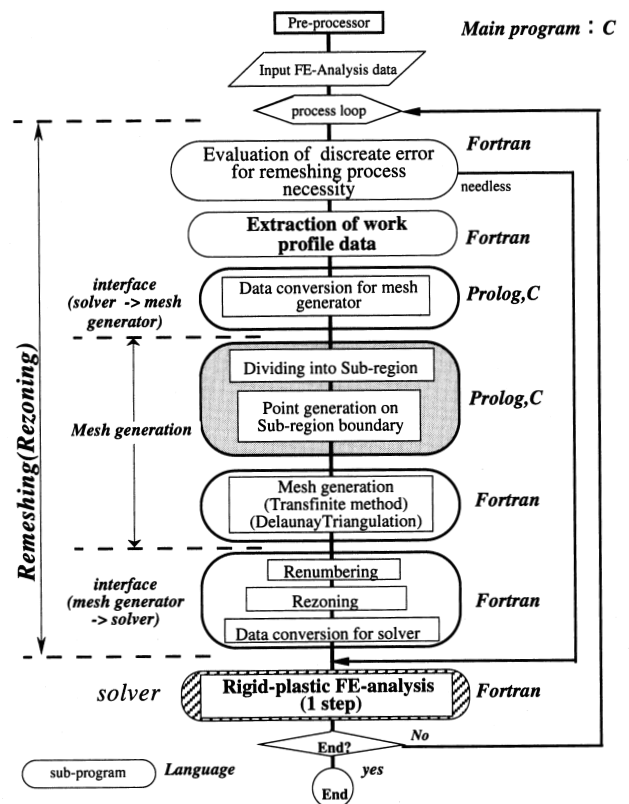 Pre-processor
Main program : C
Input FE-Analysis data
process loop
Fortran
Evaluation of discreate error
for remeshing process
necessity
needless
Extraction of work
profile data
Fortran
interface
(solver -> mesh
generator)
Data conversion for mesh
generator
Prolog,C
Dividing into Sub-region
Point generation on
Sub-region boundary
Prolog,C
Mesh generation
Remeshing(Rezoning)
Mesh generation
(Transfinite method)
(DelaunayTriangulation)
Fortran
interface
(mesh generator
-> solver)
Renumbering
Rezoning
Data conversion for solver
Fortran
solver
Rigid-plastic FE-analysis
(1 step)
Fortran
End?
No
yes
End
sub-program
Language